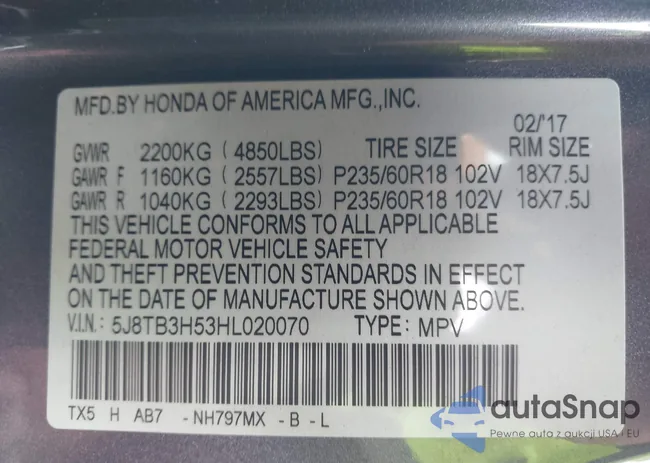 MFD.BY HONDA OF AMERICA MFG.,INC.
02/'17
GVWR 2200KG (4850LBS) TIRE SIZE RIM SIZE
GAWR F 1160KG (2557LBS) P235/60R18 102V 18X7.5J
GAWR R 1040KG (2293LBS) P235/60R18 102V 18X7.5J
THIS VEHICLE CONFORMS TO ALL APPLICABLE
FEDERAL MOTOR VEHICLE SAFETY
AND THEFT PREVENTION STANDARDS IN EFFECT
ON THE DATE OF MANUFACTURE SHOWN ABOVE.
V.I.N.: 5J8TB3H53HL020070 TYPE: MPV
TX5 H AB7 - NH797MX - B - L
autaSnap
Pewne auto z aukcji USA i EU